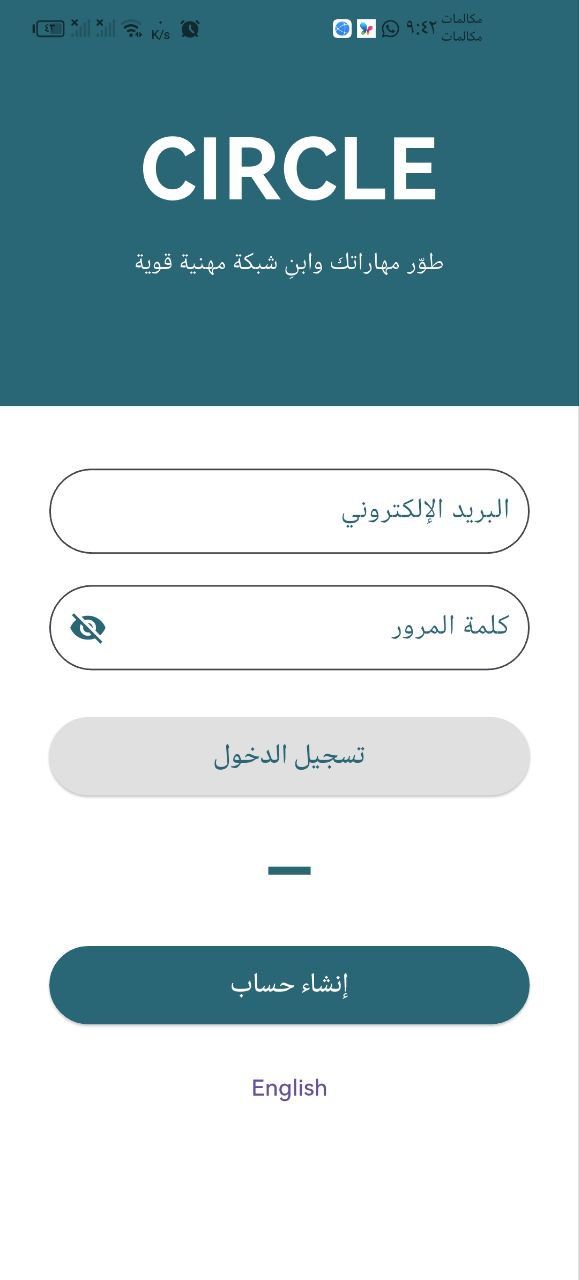 مكالمات
مكالمات
٩:٤٢
K/s
٤٣
CIRCLE
طوّر مهاراتك وابنِ شبكة مهنية قوية
البريد الإلكتروني
كلمة المرور
تسجيل الدخول
إنشاء حساب
English